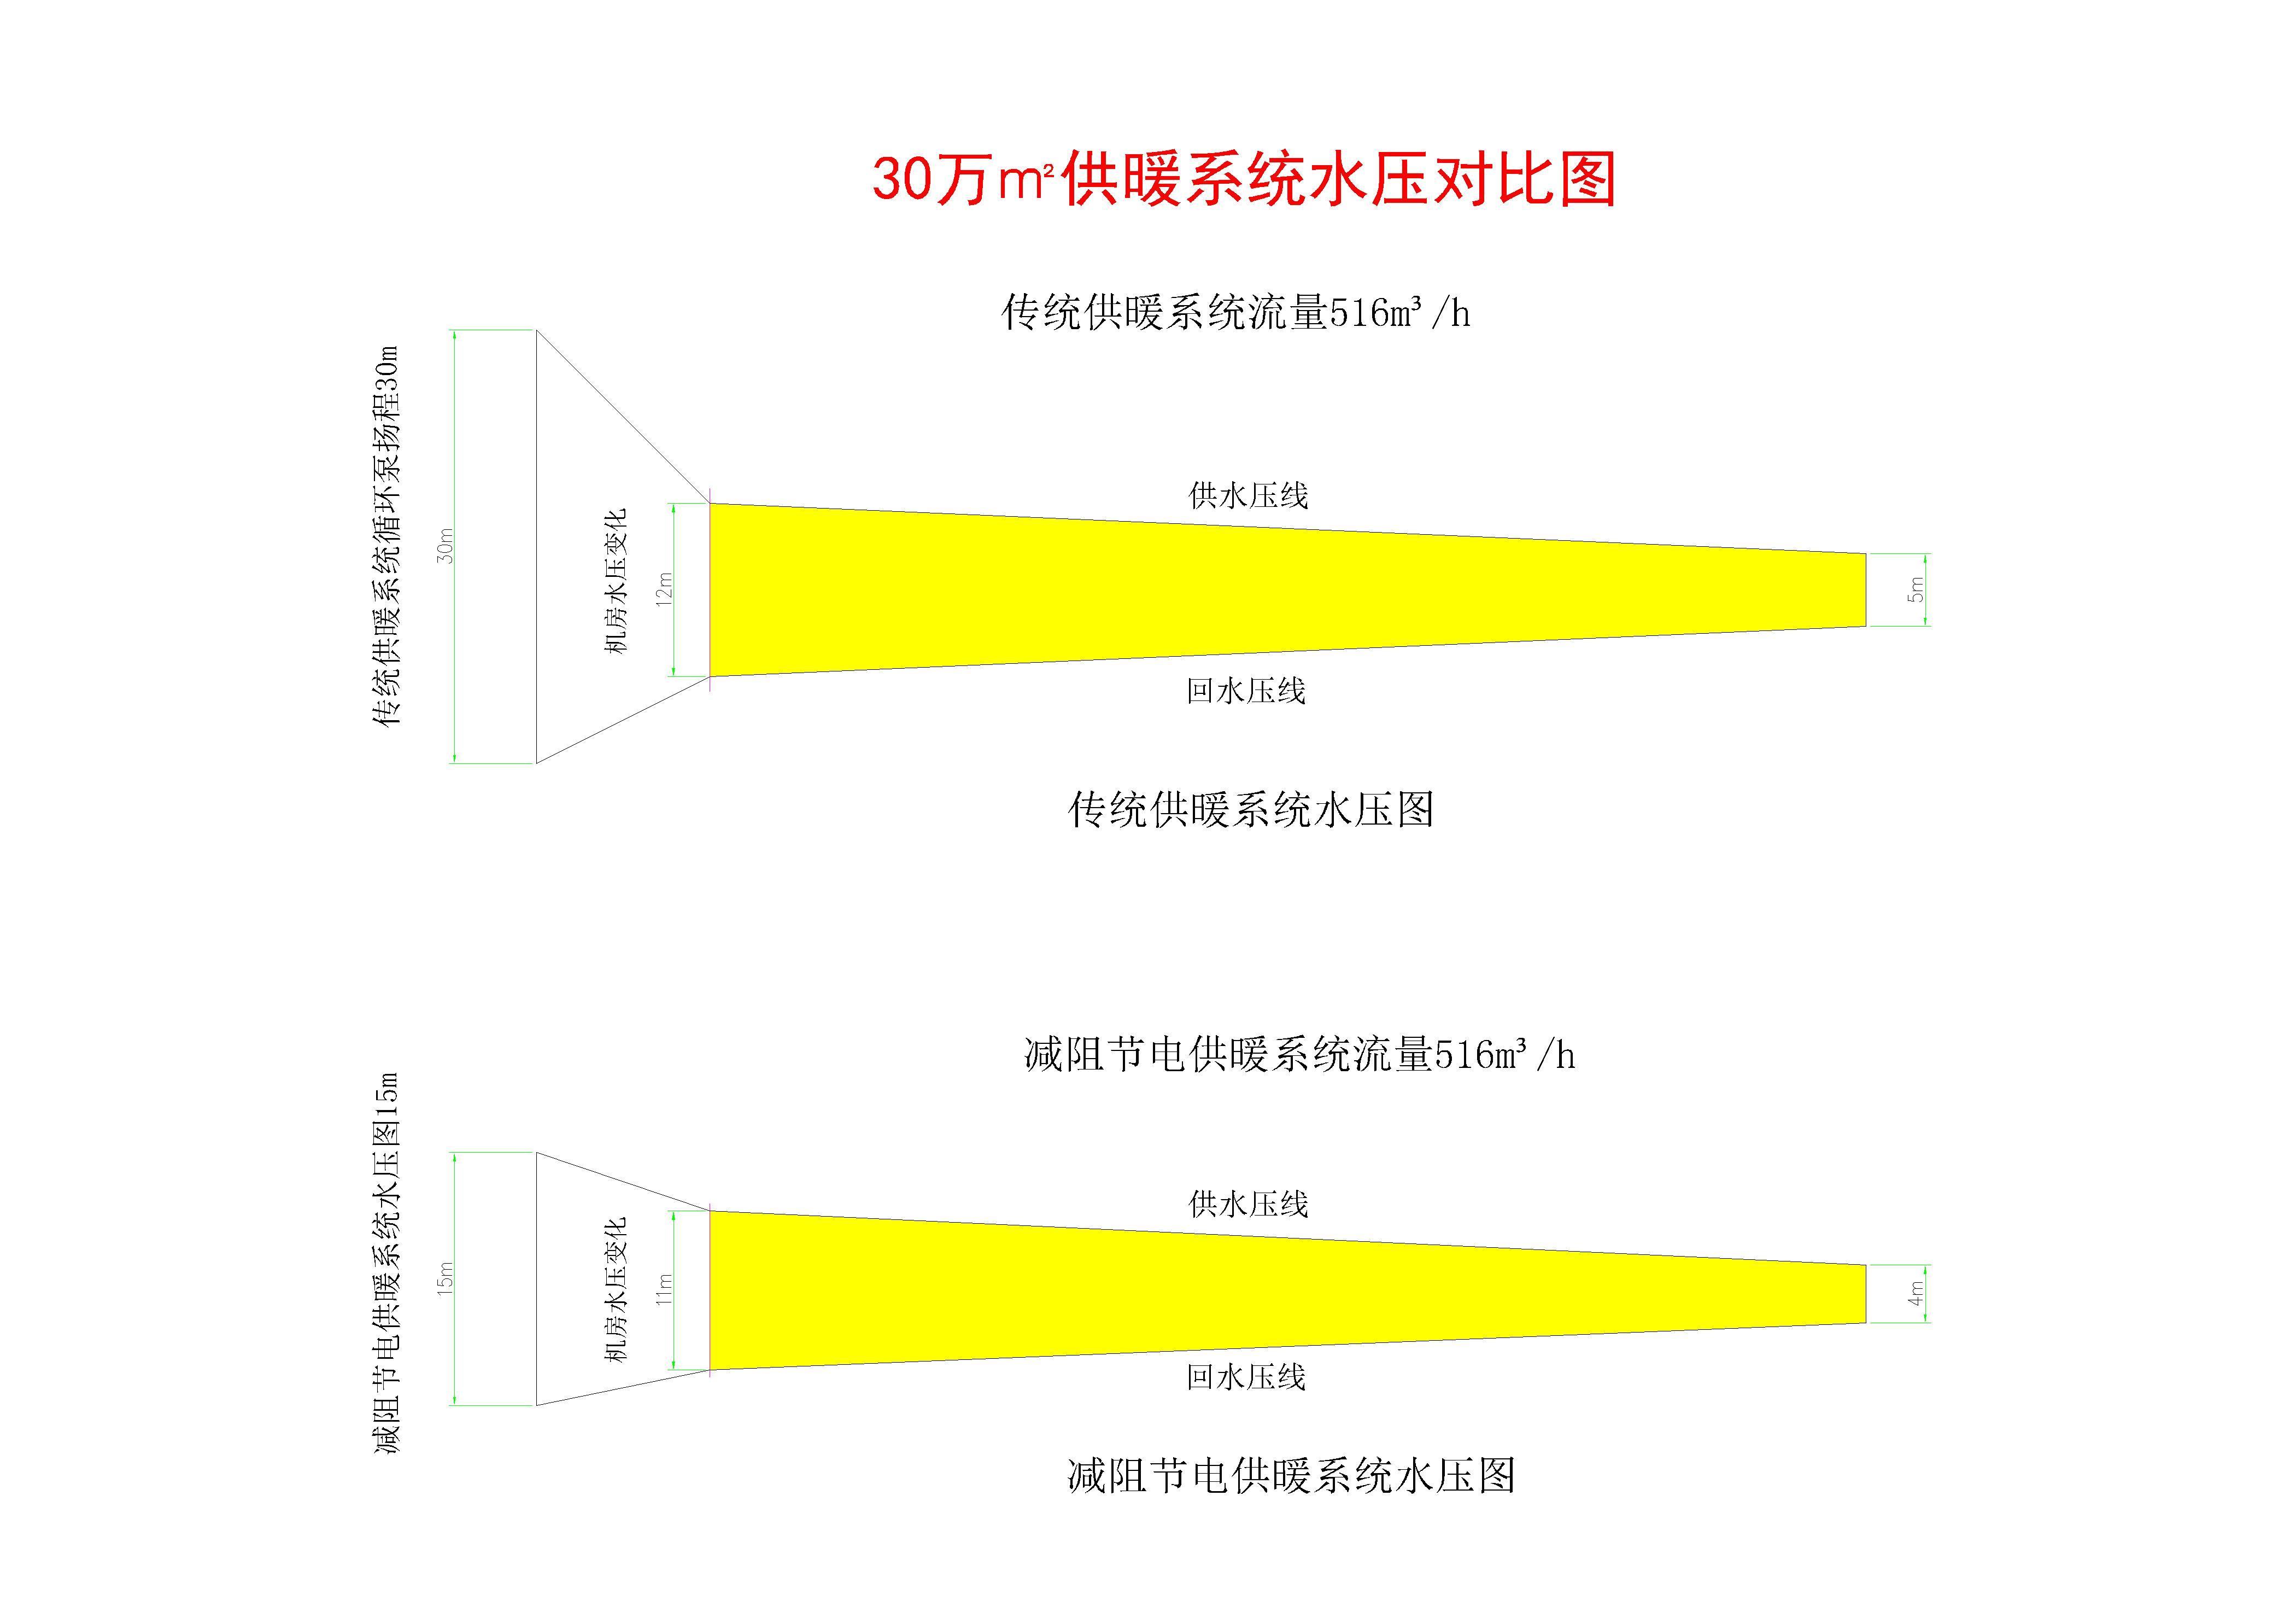 30万㎡供暖系统水压对比图
传统供暖系统流量516m³/h
传统供暖系统循环泵扬程30m
30m
机房水压变化
12m
供水压线
5m
回水压线
传统供暖系统水压图
减阻节电供暖系统流量516m³/h
减阻节电供暖系统水压图15m
15m
机房水压变化
11m
供水压线
4m
回水压线
减阻节电供暖系统水压图